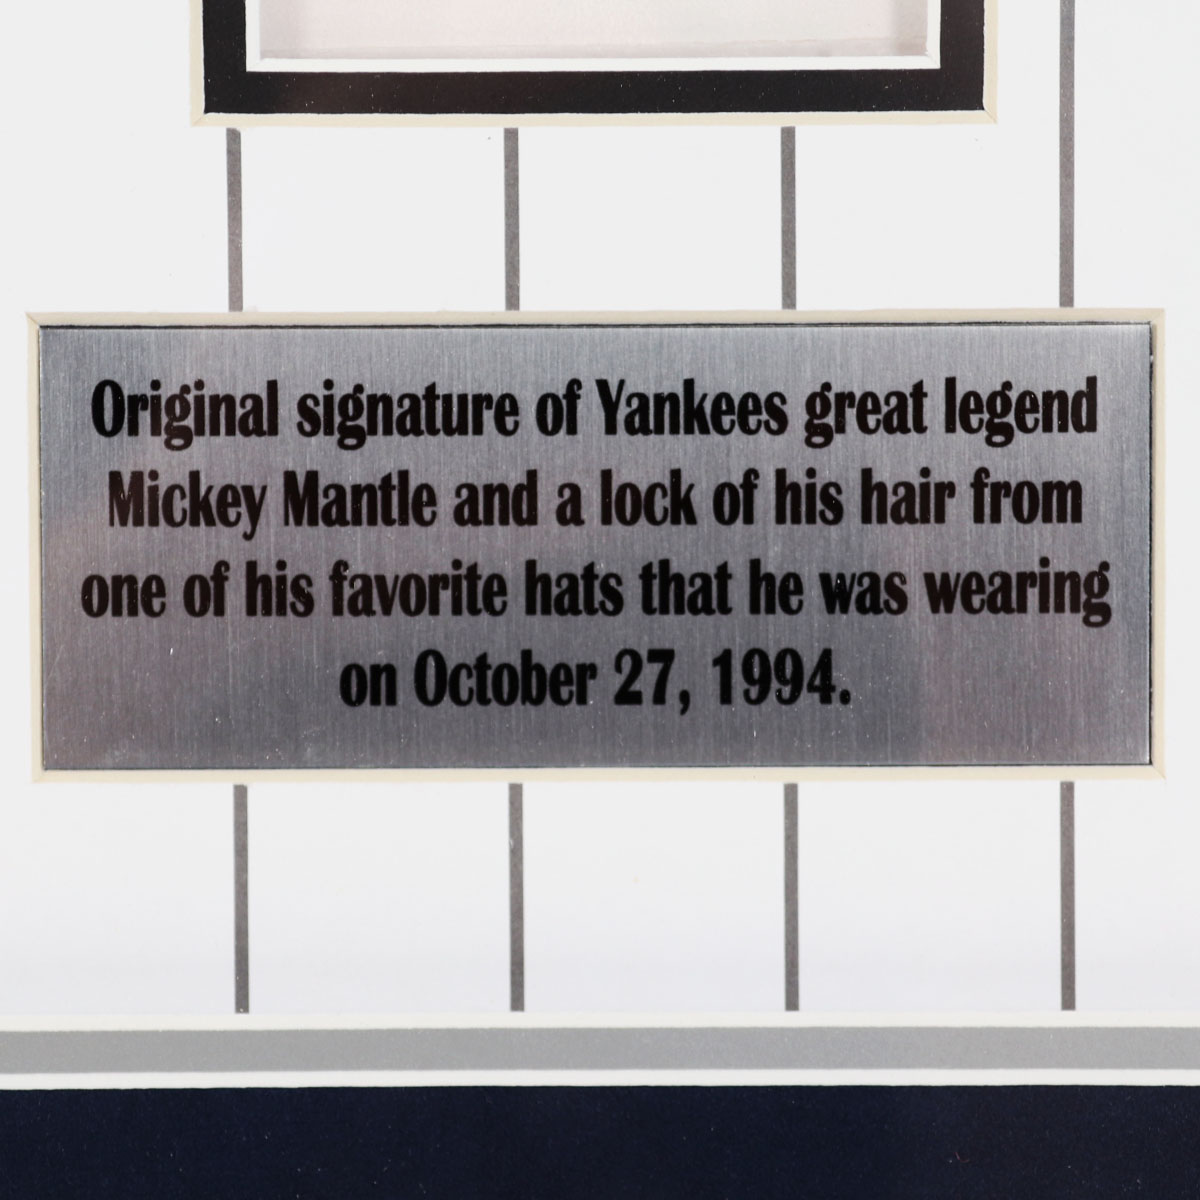 Original signature of Yankees great legend
Mickey Mantle and a lock of his hair from
one of his favorite hats that he was wearing
on October 27, 1994.